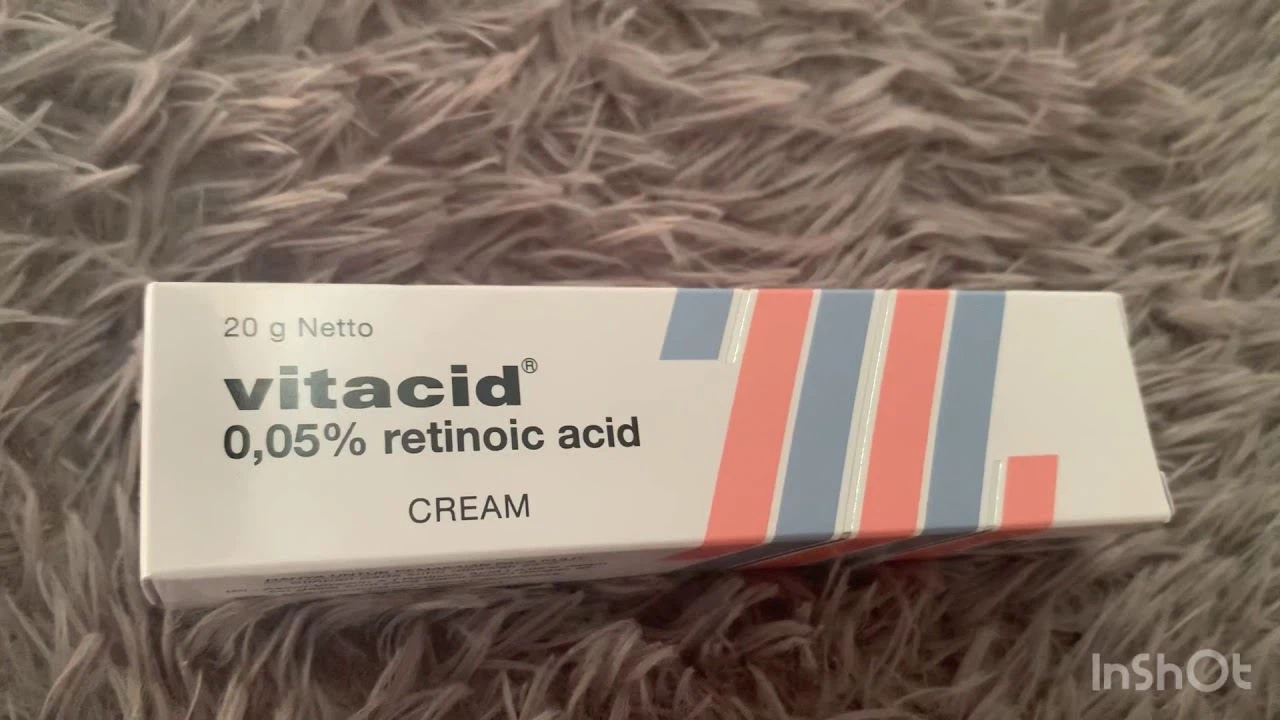 20 g Netto
vitacid®
0,05% retinoic acid
CREAM
InShOt